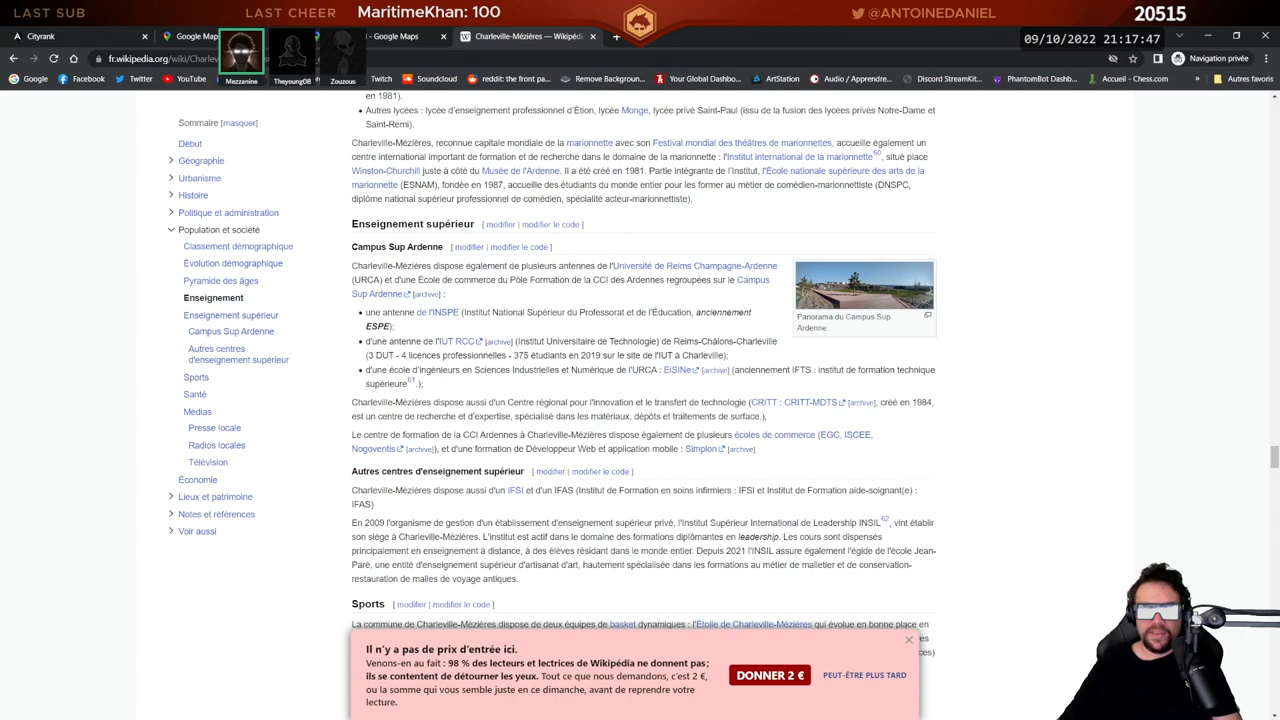 LAST SUB
LAST CHEER MaritimeKhan: 100
@ANTOINEDANIEL
20515
Cityrank
Google Map
gle Maps
Charleville-Mézières — Wikipéd
09/10/2022 21:17:47
fr.wikipedia.org/wiki/Charlev
Navigation privée
Google
Facebook
Twitter
YouTube
Soundcloud
reddit: the front pa...
Remove Backgroun...
Your Global Derby...
ArtStation
Audio / Apprendre...
Discord StreamKit...
PhantomBot Dashb...
Accueil - Chess.com
Autres favoris
Mezzanine
Theyoung08
Zouzous
Sommaire [masquer]
Début
Géographie
Urbanisme
Histoire
Politique et administration
Population et société
Classement démographique
Évolution démographique
Pyramide des âges
Enseignement
Enseignement supérieur
Campus Sup Ardenne
Autres centres
d'enseignement supérieur
Sports
Santé
Médias
Presse locale
Radios locales
Télévision
Économie
Lieux et patrimoine
Notes et références
Voir aussi
en 1981).
Autres lycées : lycée d'enseignement professionnel d'Étion, lycée Monge, lycée privé Saint-Paul (issu de la fusion des lycées privés Notre-Dame et
Saint-Remi).
Charleville-Mézières, reconnue capitale mondiale de la marionnette avec son Festival mondial des théâtres de marionnettes, accueille également un
centre international important de formation et de recherche dans le domaine de la marionnette : l'Institut international de la marionnette60, situé place
Winston-Churchill juste à côté du Musée de l'Ardenne. Il a été créé en 1981. Partie intégrante de l'Institut, l'École nationale supérieure des arts de la
marionnette (ESNAM), fondée en 1987, accueille des étudiants du monde entier pour les former au métier de comédien-marionnettiste (DNSPC,
diplôme national supérieur professionnel de comédien, spécialité acteur-marionnettiste).
Enseignement supérieur [ modifier | modifier le code ]
Campus Sup Ardenne [ modifier | modifier le code ]
Charleville-Mézières dispose également de plusieurs antennes de l'Université de Reims Champagne-Ardenne
(URCA) et d'une École de commerce du Pôle Formation de la CCI des Ardennes regroupées sur le Campus
Sup Ardenne [archive] :
une antenne de l'INSPE (Institut National Supérieur du Professorat et de l'Éducation, anciennement
ESPE);
d'une antenne de l'IUT RCC [archive] (Institut Universitaire de Technologie) de Reims-Châlons-Charleville
(3 DUT - 4 licences professionnelles - 375 étudiants en 2019 sur le site de l'IUT à Charleville);
d'une école d'ingénieurs en Sciences Industrielles et Numérique de l'URCA : EiSINe [archive] (anciennement IFTS : institut de formation technique
supérieure61.);
Panorama du Campus Sup
Ardenne.
Charleville-Mézières dispose aussi d'un Centre régional pour l'innovation et le transfert de technologie (CRITT : CRITT-MDTS [archive], créé en 1984,
est un centre de recherche et d'expertise, spécialisé dans les matériaux, dépôts et traitements de surface.),
Le centre de formation de la CCI Ardennes à Charleville-Mézières dispose également de plusieurs écoles de commerce (EGC, ISCEE,
Nogoventis [archive]), et d'une formation de Développeur Web et application mobile : Simplon [archive]
Autres centres d'enseignement supérieur [ modifier | modifier le code ]
Charleville-Mézières dispose aussi d'un IFSI et d'un IFAS (Institut de Formation en soins infirmiers : IFSI et Institut de Formation aide-soignant(e) :
IFAS)
En 2009 l'organisme de gestion d'un établissement d'enseignement supérieur privé, l'Institut Supérieur International de Leadership INSIL62, vint établir
son siège à Charleville-Mézières. L'institut est actif dans le domaine des formations diplômantes en leadership. Les cours sont dispensés
principalement en enseignement à distance, à des élèves résidant dans le monde entier. Depuis 2021 l'INSIL assure également l'égide de l'école Jean-
Paré, une entité d'enseignement supérieur d'artisanat d'art, hautement spécialisée dans les formations au métier de malletier et de conservation-
restauration de malles de voyage antiques.
Sports [ modifier | modifier le code ]
La commune de Charleville-Mézières dispose de deux équipes de basket dynamiques : l'Étoile de Charleville-Mézières qui évolue en bonne place en
Il n'y a pas de prix d'entrée ici.
Venons-en au fait : 98 % des lecteurs et lectrices de Wikipédia ne donnent pas;
ils se contentent de détourner les yeux. Tout ce que nous demandons, c'est 2 €,
ou la somme qui vous semble juste en ce dimanche, avant de reprendre votre
lecture.
DONNER 2 €
PEUT-ÊTRE PLUS TARD